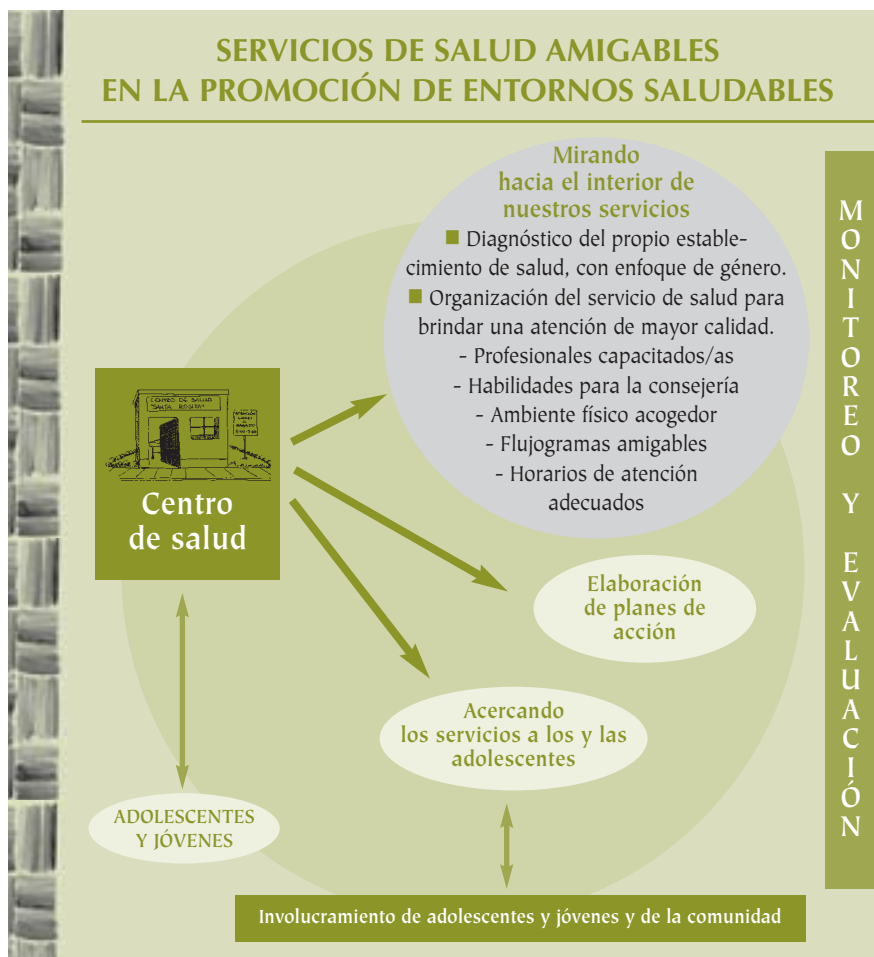 SERVICIOS DE SALUD AMIGABLES
EN LA PROMOCIÓN DE ENTORNOS SALUDABLES
Mirando
hacia el interior de
nuestros servicios
■ Diagnóstico del propio estable-
cimiento de salud, con enfoque de género.
■ Organización del servicio de salud para
brindar una atención de mayor calidad.
- Profesionales capacitados/as
- Habilidades para la consejería
- Ambiente físico acogedor
- Flujogramas amigables
- Horarios de atención
adecuados
CENTRO DE SALUD
Centro
de salud
Elaboración
de planes de
acción
Acercando
los servicios a los y las
adolescentes
ADOLESCENTES
Y JÓVENES
Involucramiento de adolescentes y jóvenes y de la comunidad
MONITOREO Y EVALUACIÓN